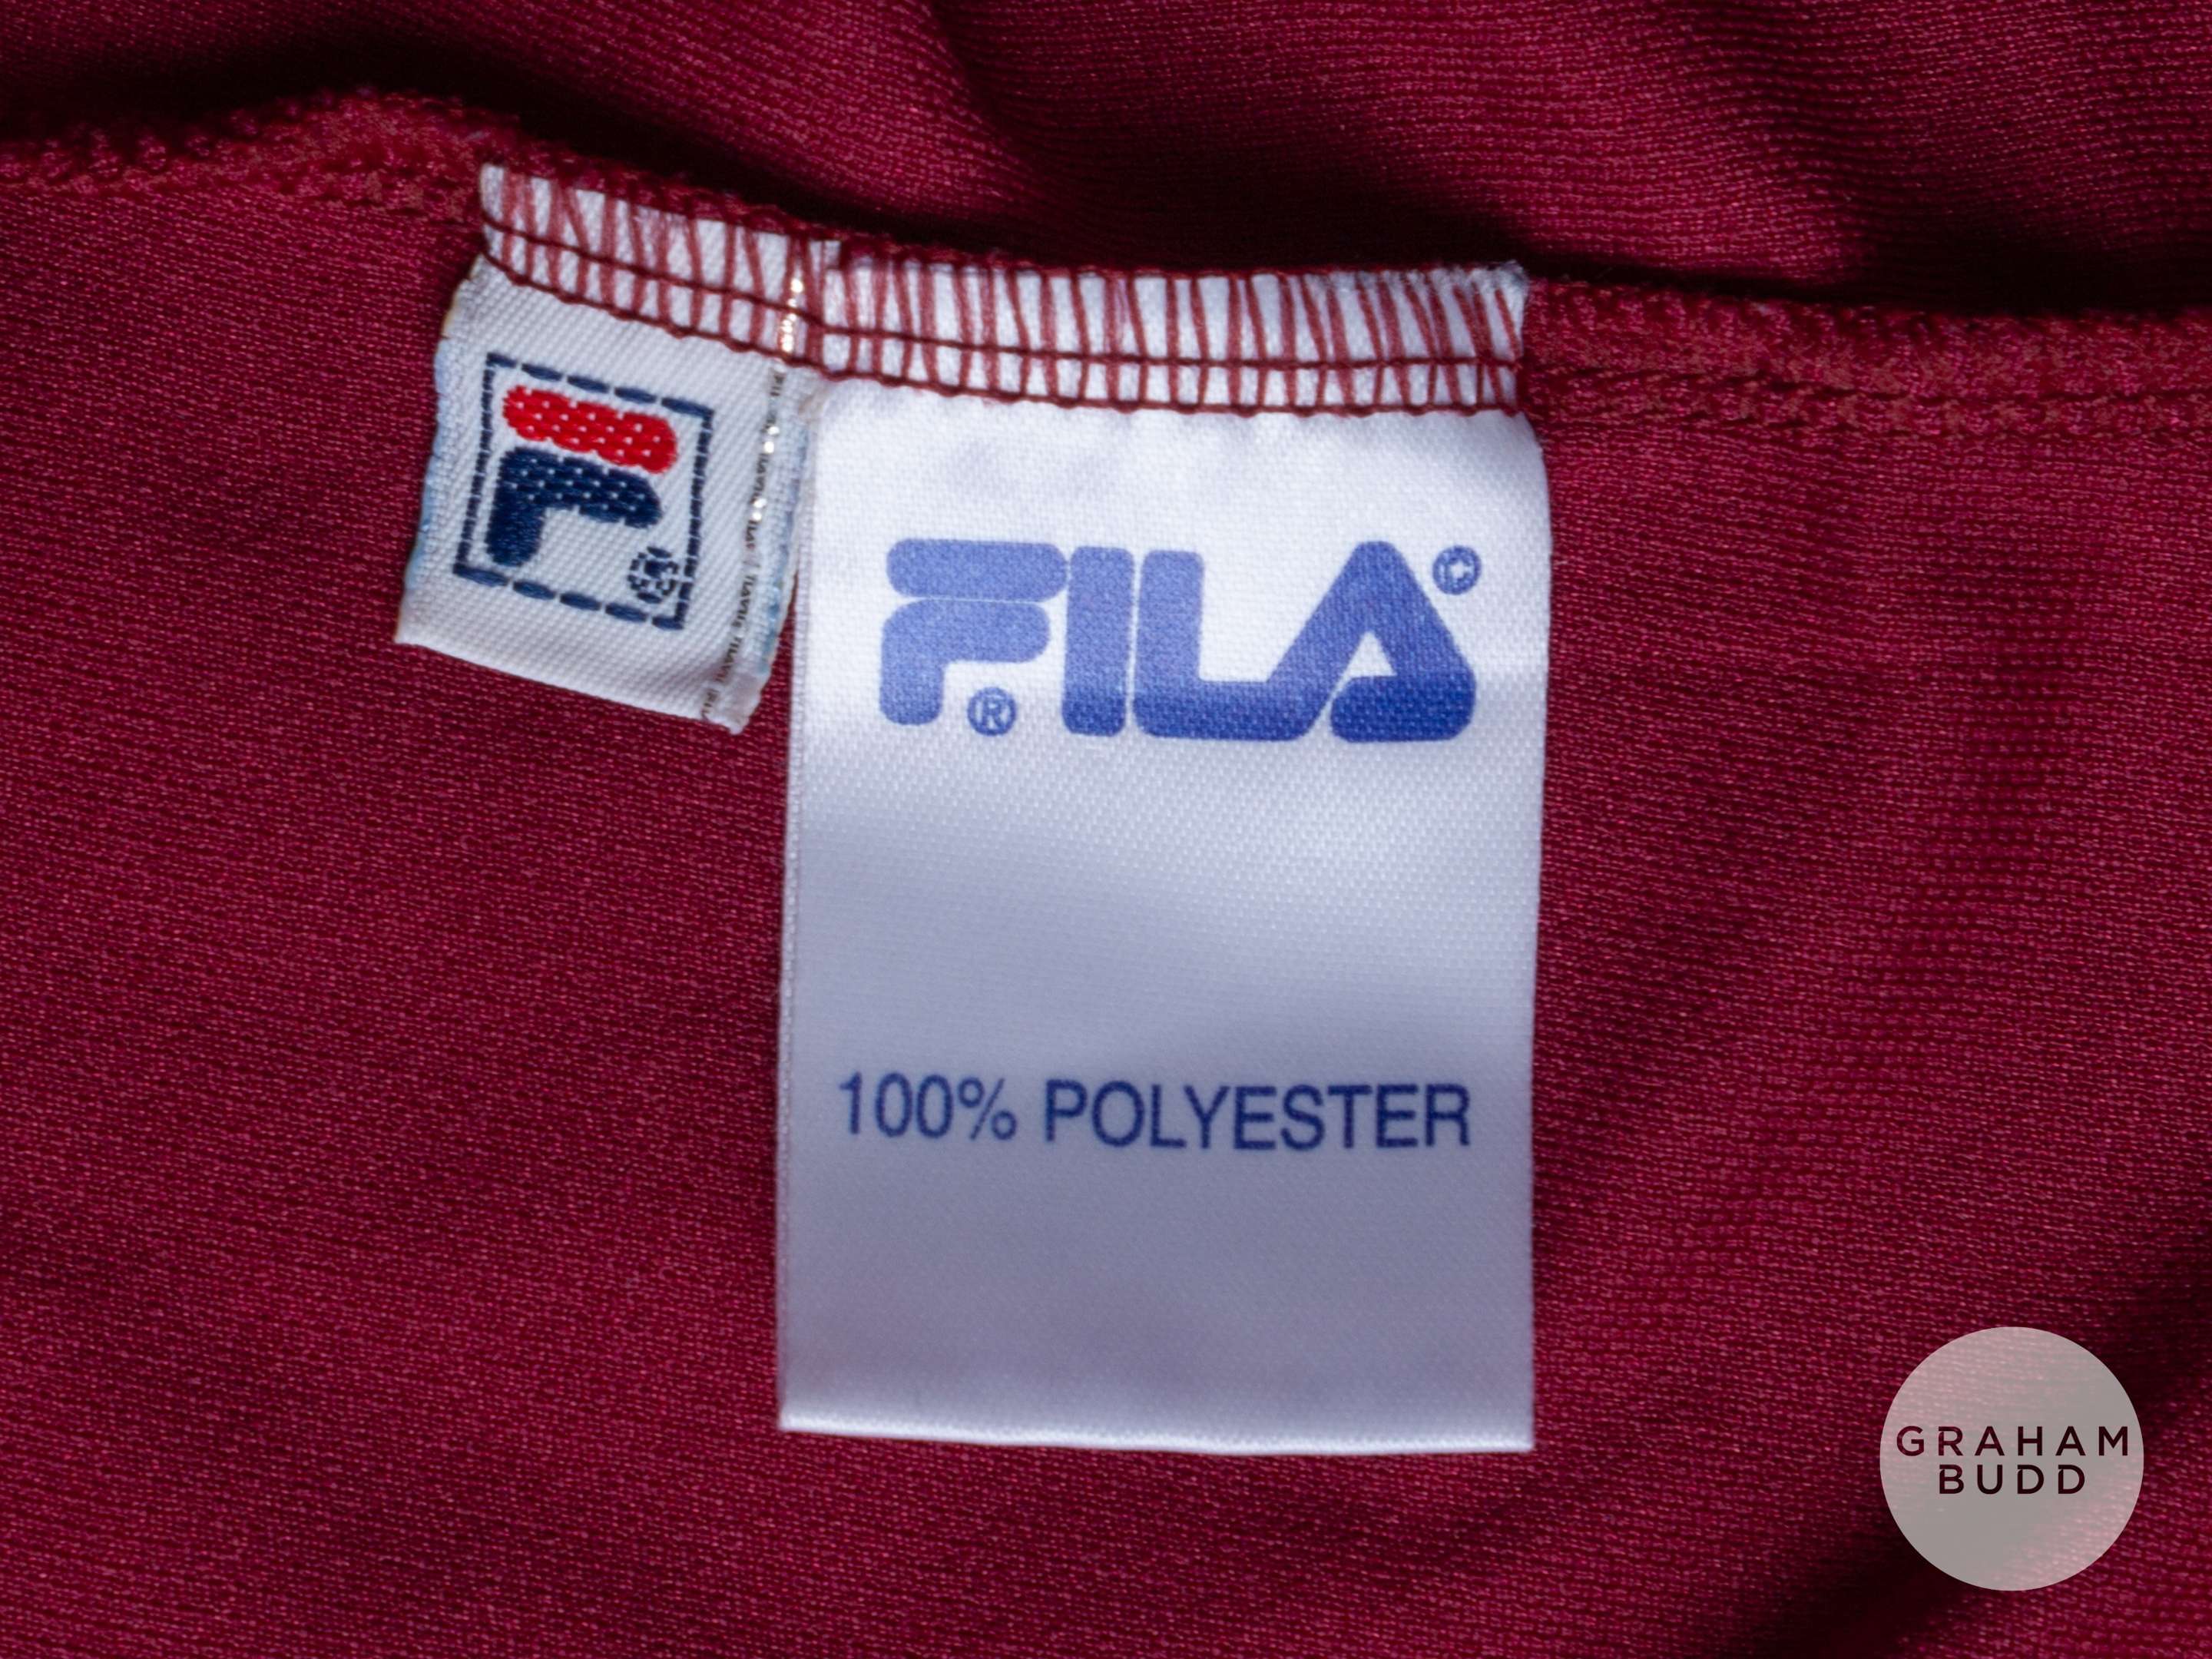 F
®
FILA©
®
100% POLYESTER
GRAHAM
BUDD